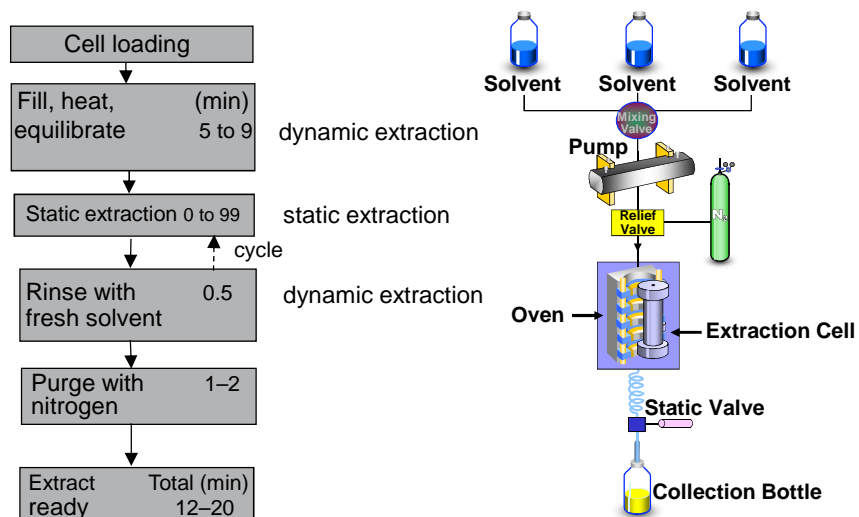 Cell loading
Fill, heat, (min)
equilibrate 5 to 9
dynamic extraction
Static extraction 0 to 99
static extraction
cycle
Rinse with 0.5
fresh solvent
dynamic extraction
Purge with 1–2
nitrogen
Extract Total (min)
ready 12–20
Solvent Solvent Solvent
Mixing
Valve
Pump
Relief
Valve
Oven
Extraction Cell
Static Valve
Collection Bottle